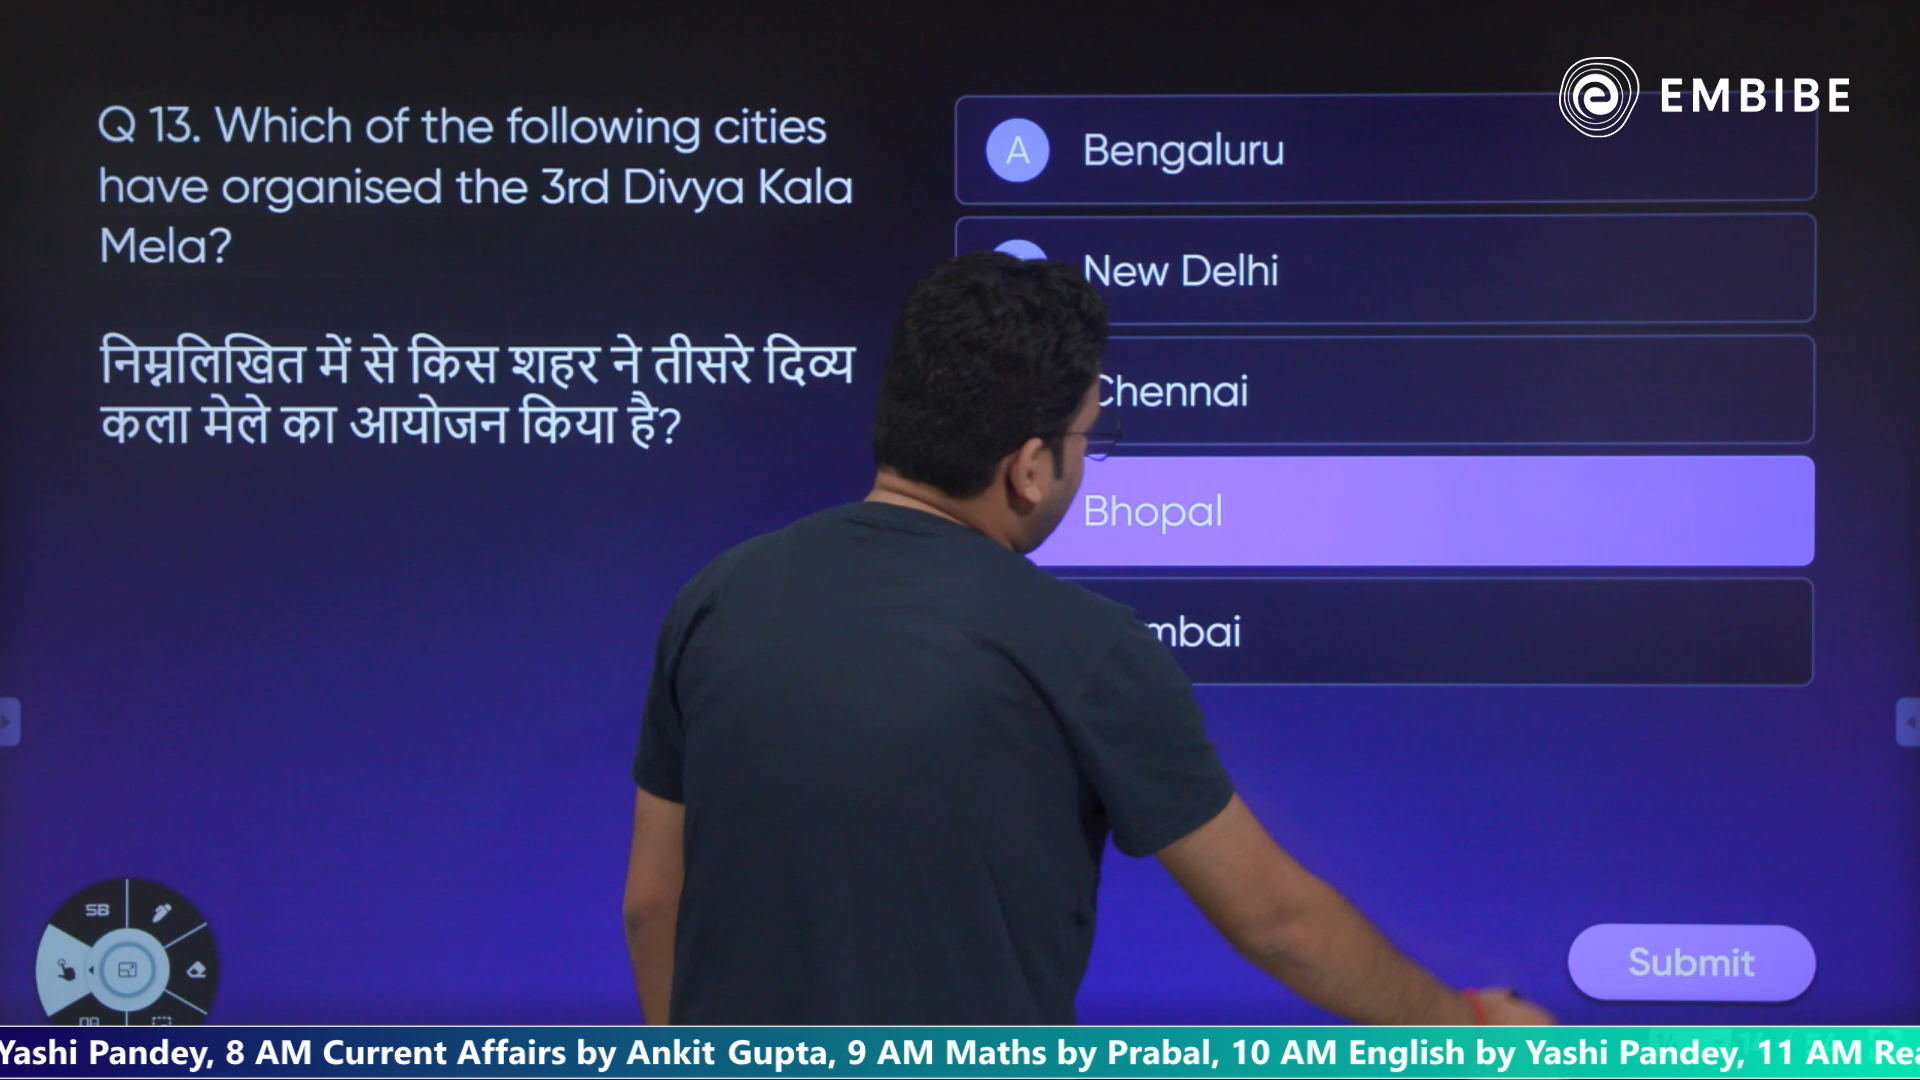 EMBIBE
Q 13. Which of the following cities
have organised the 3rd Divya Kala
Mela?
निम्नलिखित में से किस शहर ने तीसरे दिव्य
कला मेले का आयोजन किया है?
A Bengaluru
New Delhi
Chennai
Bhopal
mbai
Submit
SB
Yashi Pandey, 8 AM Current Affairs by Ankit Gupta, 9 AM Maths by Prabal, 10 AM English by Yashi Pandey, 11 AM Rea